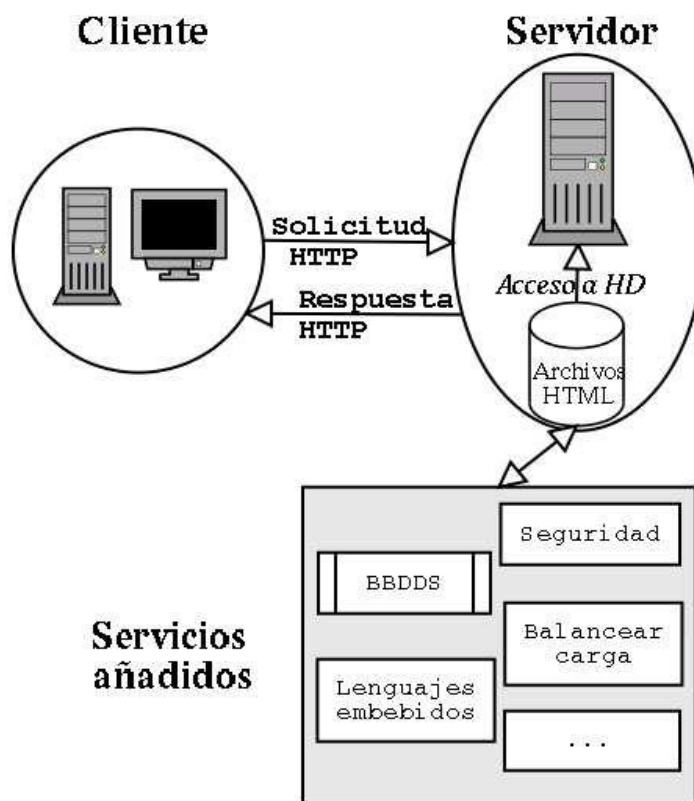 Cliente
Servidor
Solicitud
HTTP
Respuesta
HTTP
Acceso a HD
Archivos
HTML
Servicios
añadidos
Seguridad
BBDDS
Balancear
carga
Lenguajes
embebidos
...